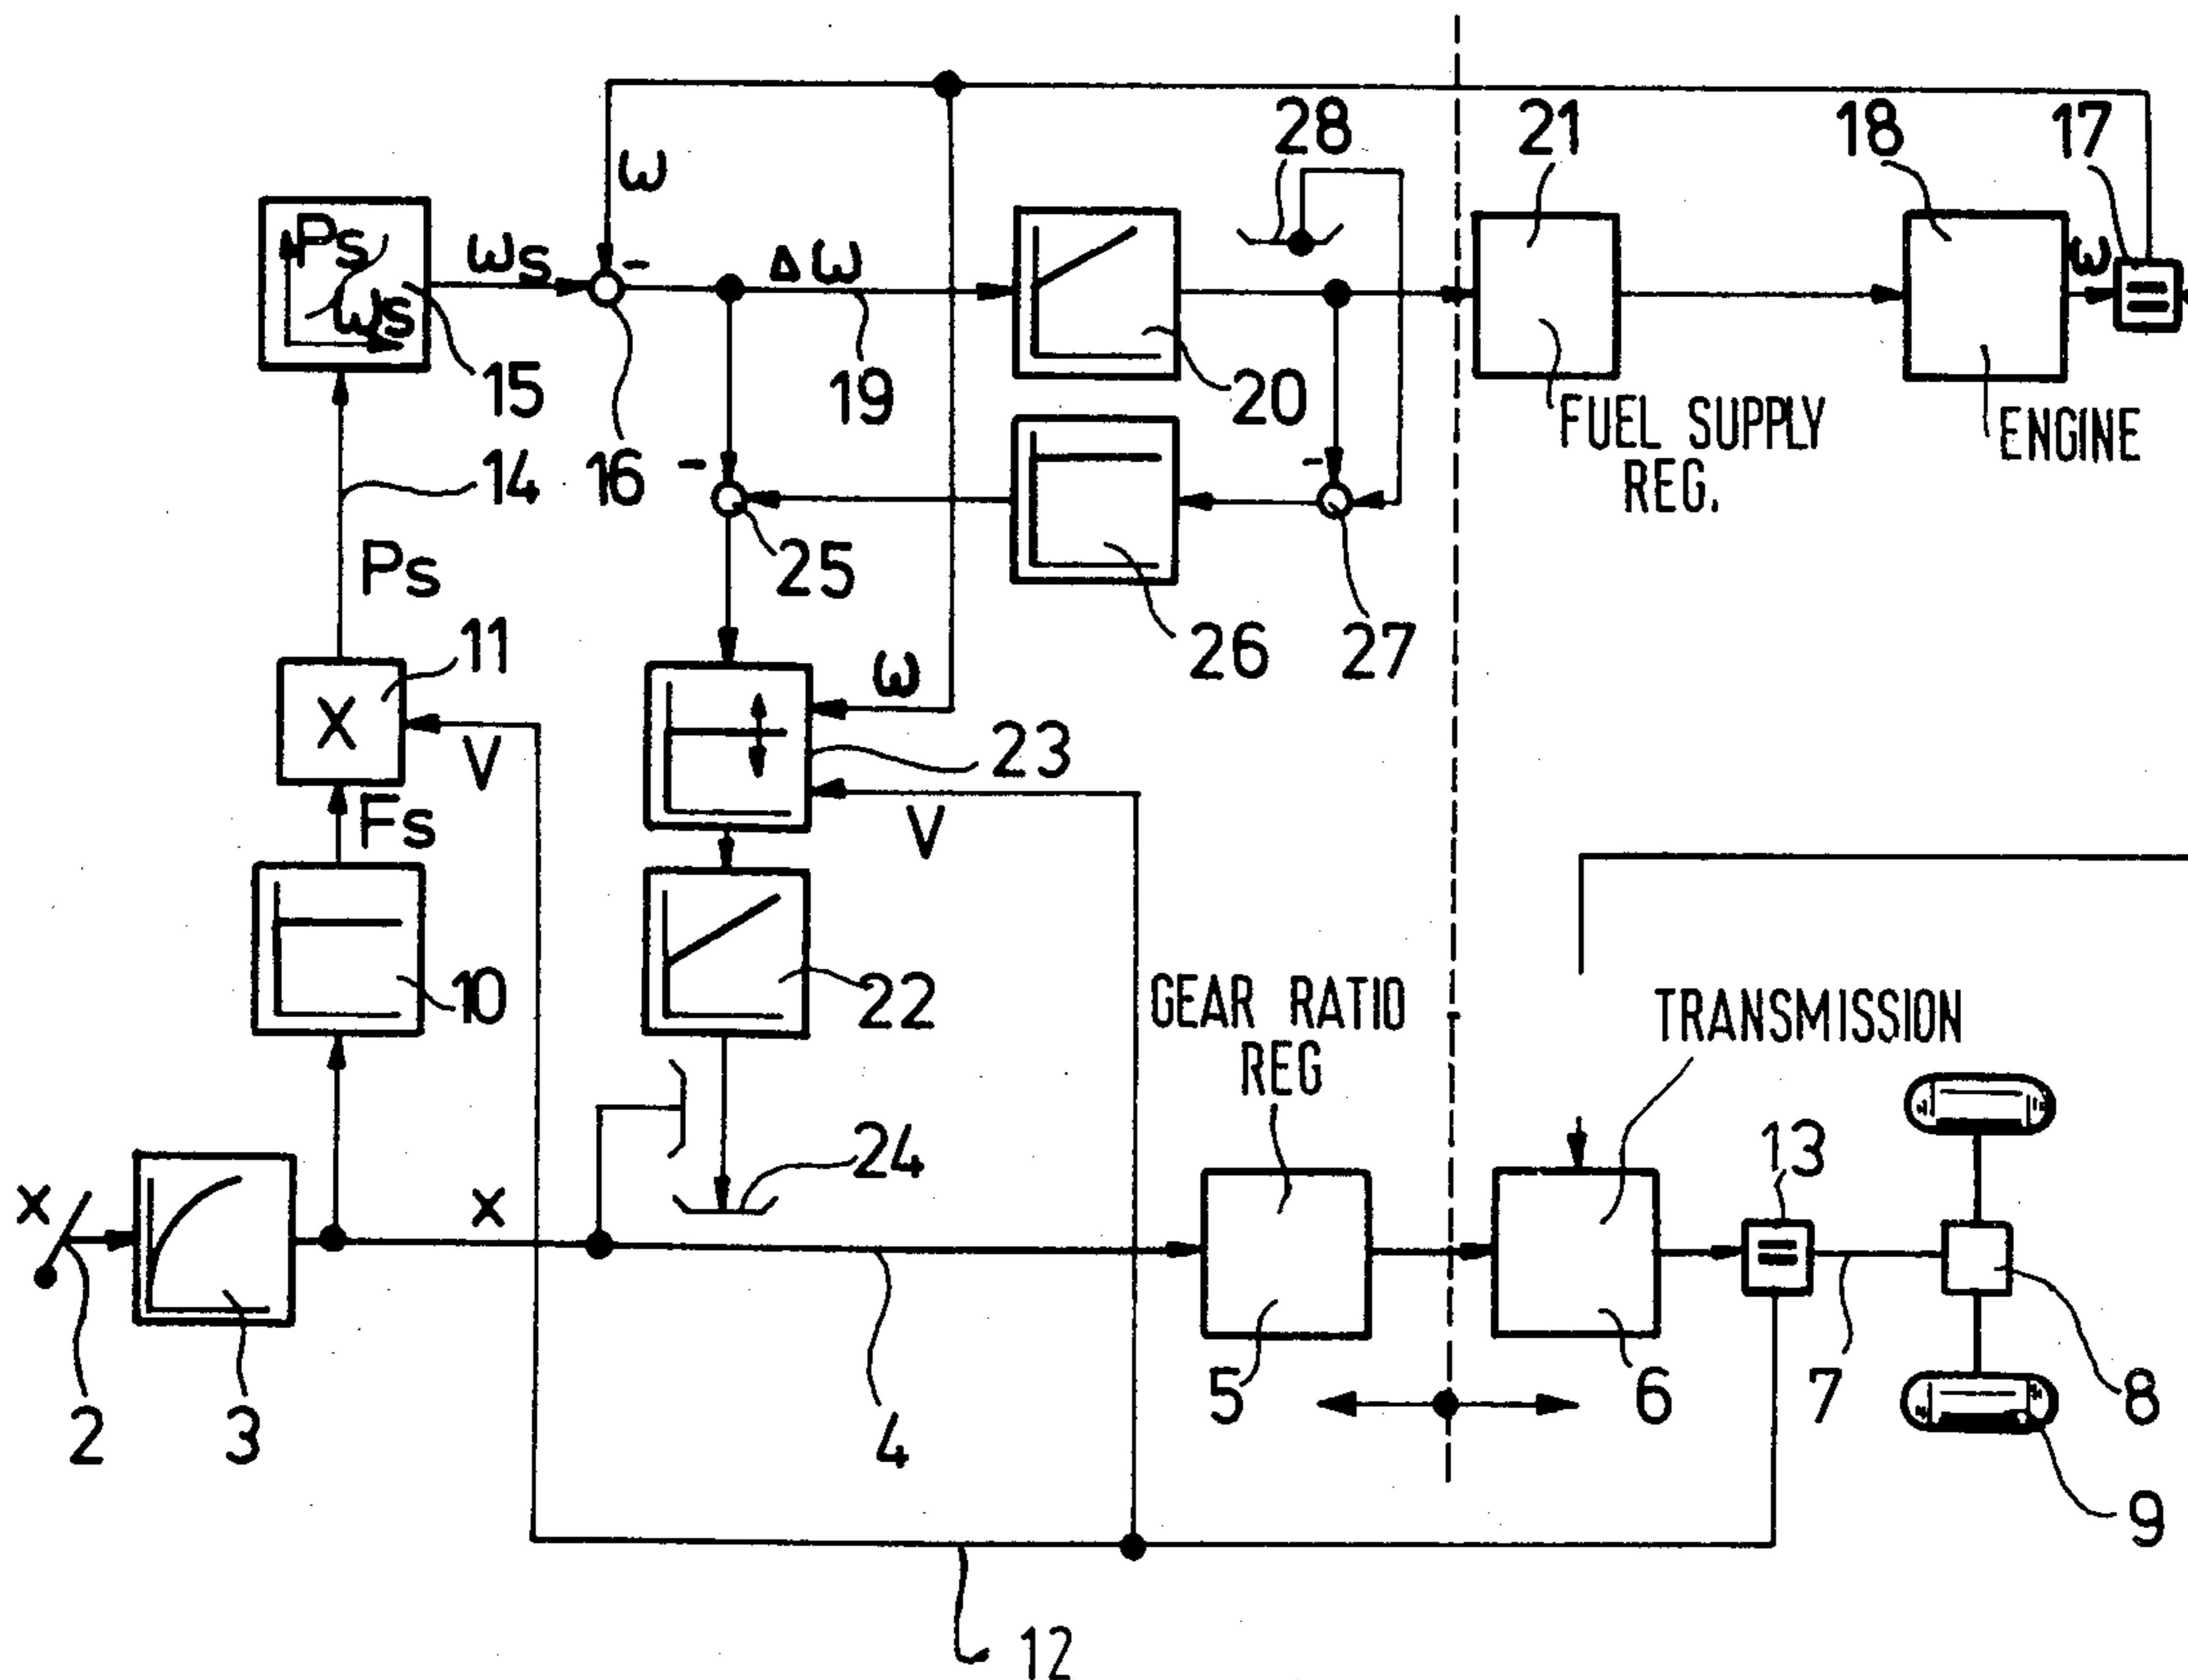 28
21
18
17
ω
Ps
ωs
ωs
-
Δω
ω
15
19
20
FUEL SUPPLY
REG.
ENGINE
14
16
-
-
25
Ps
26
27
11
ω
X
V
23
Fs
V
10
22
GEAR RATIO
REG
TRANSMISSION
13
24
x
x
2
3
4
5
6
7
8
9
12